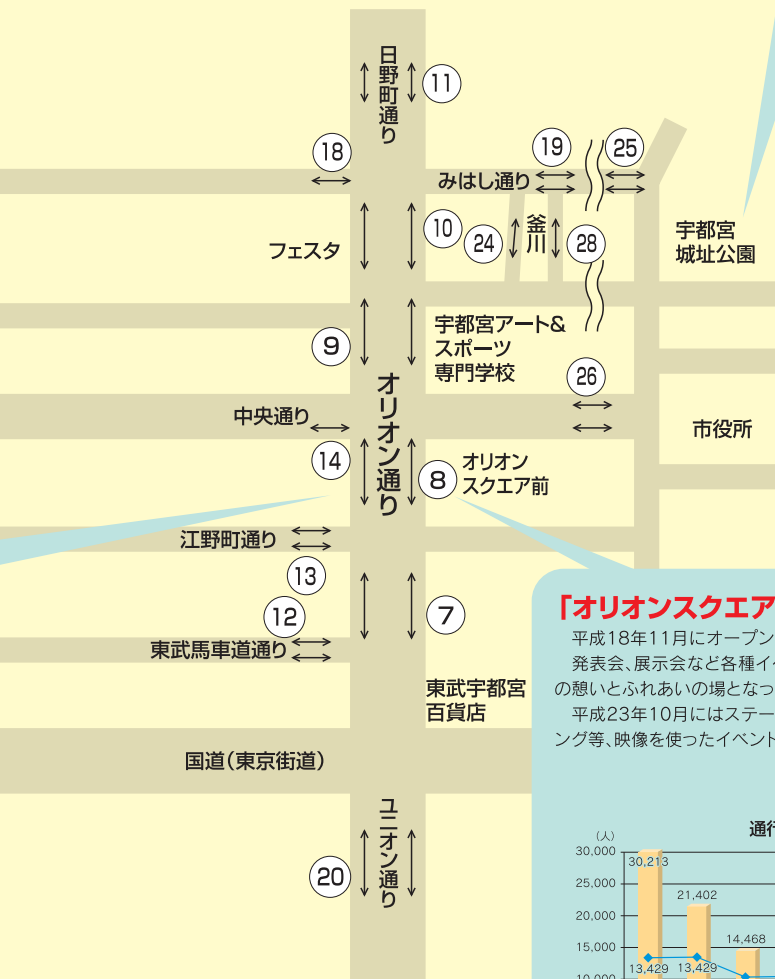 日野町通り
11
18
19
25
みはし通り
10
24
釜川
28
フェスタ
宇都宮
城址公園
9
宇都宮アート&
スポーツ
専門学校
26
オリオン通り
中央通り
市役所
14
8
オリオン
スクエア前
江野町通り
13
12
7
東武馬車道通り
東武宇都宮
百貨店
国道(東京街道)
ユニオン通り
20
「オリオンスクエア
平成18年11月にオープン
発表会、展示会など各種イ
の憩いとふれあいの場となっ
平成23年10月にはステー
ング等、映像を使ったイベント
通行
(人)
30,000
30,213
25,000
21,402
20,000
14,468
15,000
13,429
13,429
10,000